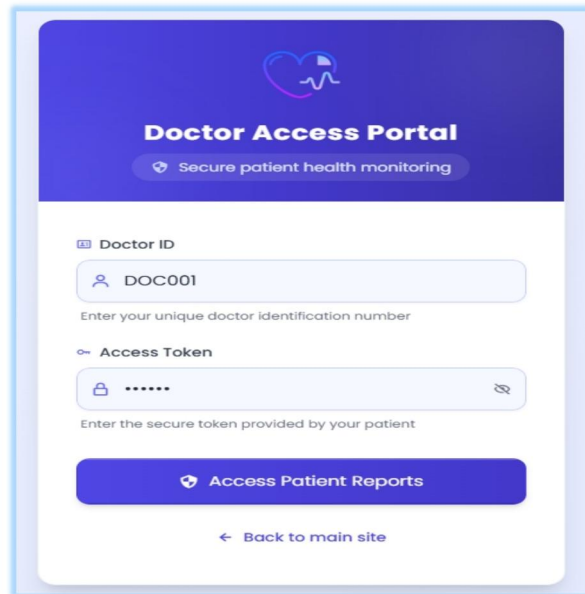 Doctor Access Portal
Secure patient health monitoring
Doctor ID
DOC001
Enter your unique doctor identification number
Access Token
••••••
Enter the secure token provided by your patient
Access Patient Reports
← Back to main site